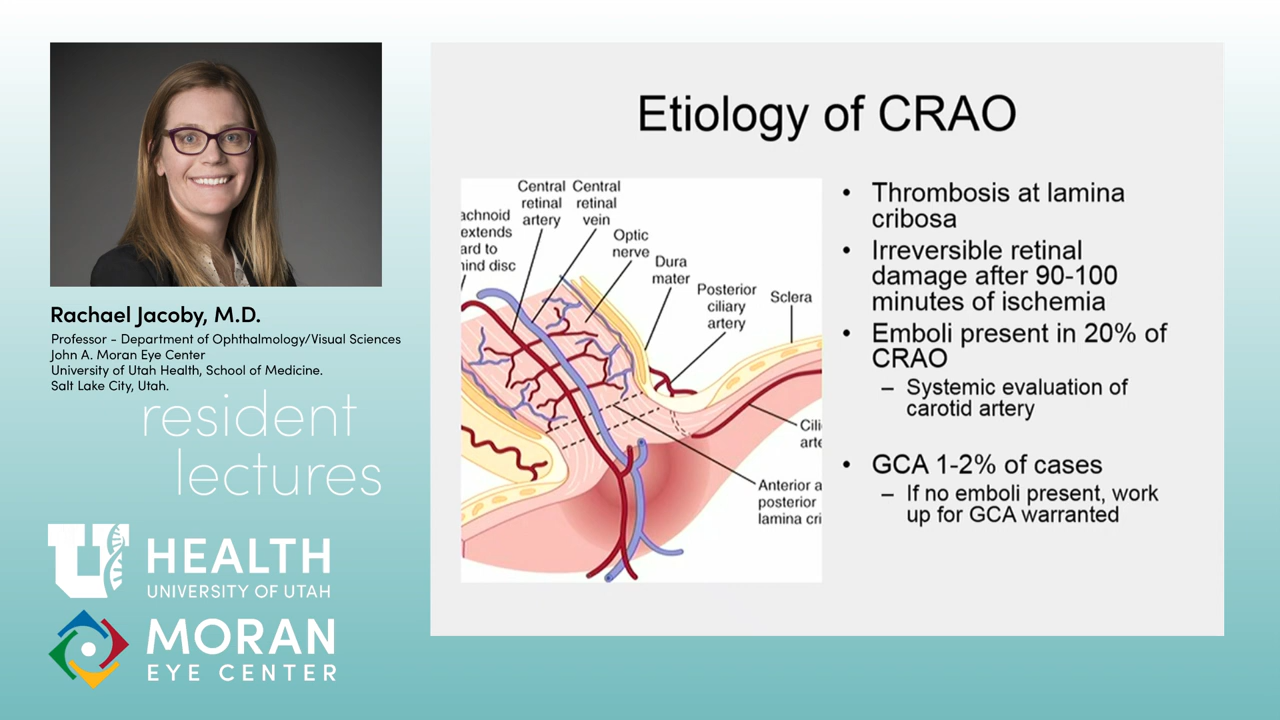 Rachael Jacoby, M.D.
Professor - Department of Ophthalmology/Visual Sciences
John A. Moran Eye Center
University of Utah Health, School of Medicine.
Salt Lake City, Utah.
resident
lectures
U HEALTH
UNIVERSITY OF UTAH
MORAN
EYE CENTER
Etiology of CRAO
Central
retinal
artery
Central
retinal
vein
achnoid
extends
ard to
ind disc
Optic
nerve
Dura
mater
Posterior
ciliary
artery
Sclera
Cili
arte
Anterior a
posterior
lamina cri
• Thrombosis at lamina
cribosa
• Irreversible retinal
damage after 90-100
minutes of ischemia
• Emboli present in 20% of
CRAO
– Systemic evaluation of
carotid artery
• GCA 1-2% of cases
– If no emboli present, work
up for GCA warranted